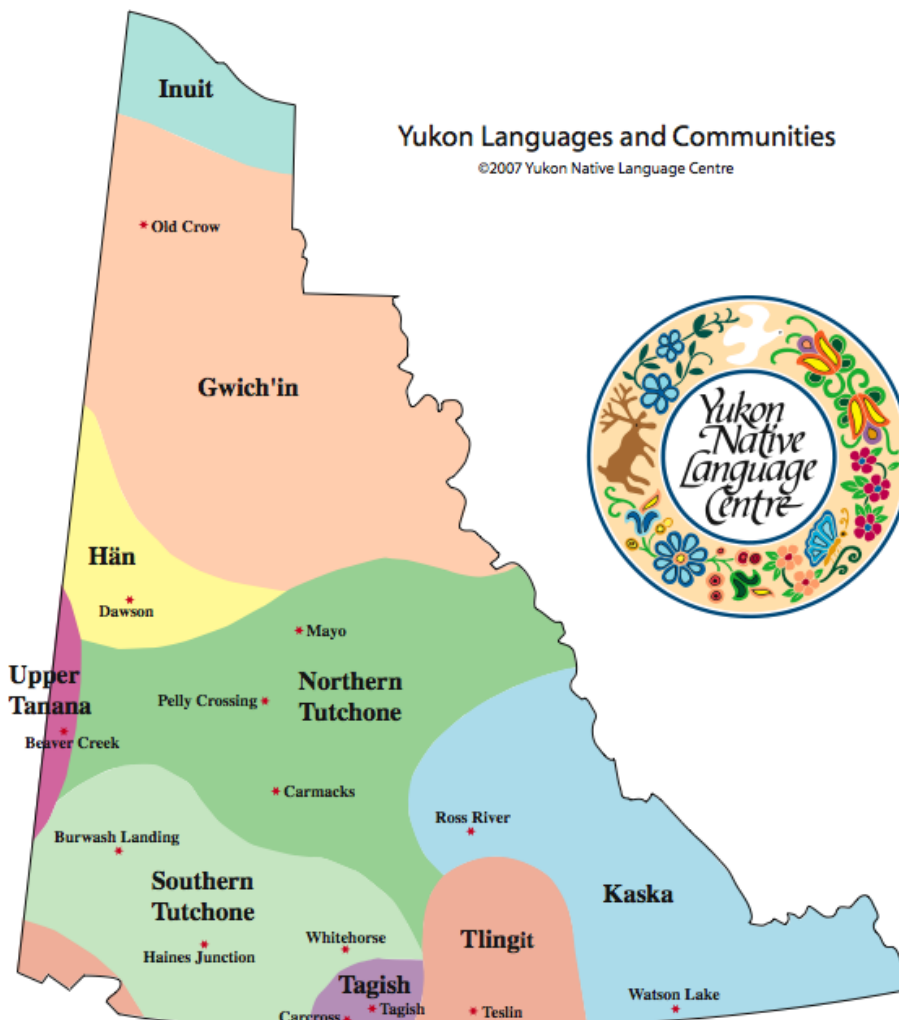 Inuit
Yukon Languages and Communities
©2007 Yukon Native Language Centre
Old Crow
Gwich'in
Yukon
Native
Language
Centre
Hän
Dawson
Mayo
Upper
Tanana
Northern
Tutchone
Pelly Crossing
Beaver Creek
Carmacks
Ross River
Burwash Landing
Southern
Tutchone
Kaska
Whitehorse
Tlingit
Haines Junction
Tagish
Watson Lake
Tagish
Teslin
Carcross